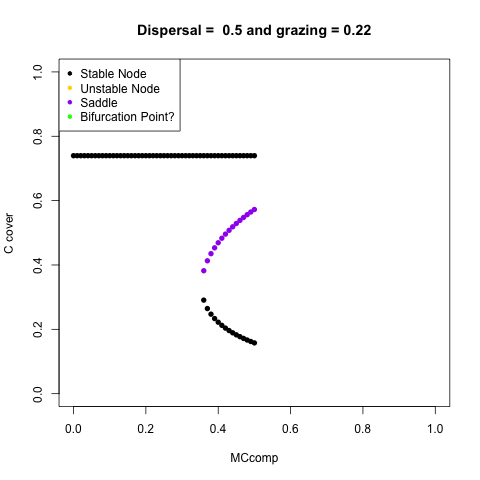 Dispersal =  0.5 and grazing = 0.22
Stable Node
Unstable Node
Saddle
Bifurcation Point?
C cover
1.0
0.8
0.6
0.4
0.2
0.0
0.0 0.2 0.4 0.6 0.8 1.0
MCcomp